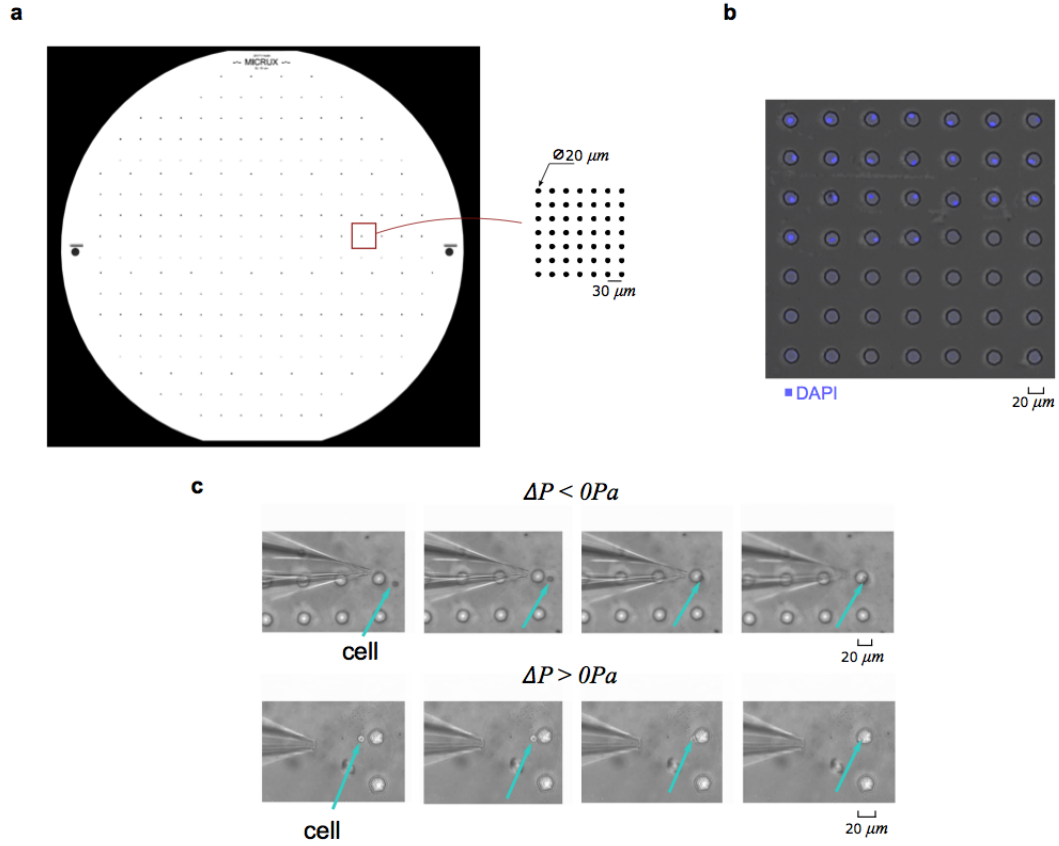 a
b
MICRUX
Ø20 μm
30 μm
■ DAPI
20 μm
c
ΔP < 0Pa
cell
20 μm
ΔP > 0Pa
cell
20 μm